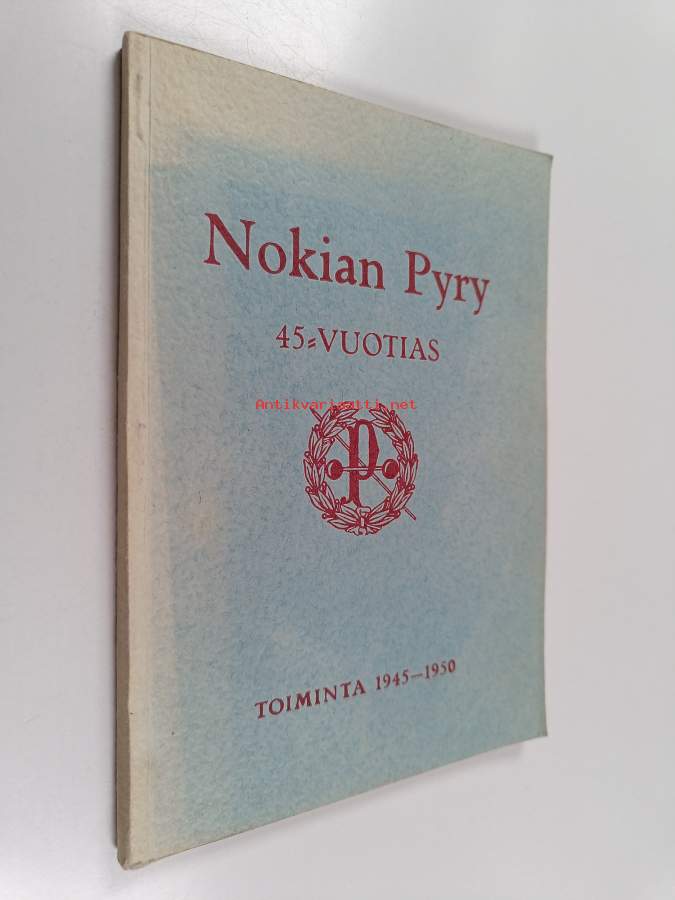 Nokian Pyry
45-VUOTIAS
Antikvariaatti.net
P
TOIMINTA 1945—1950